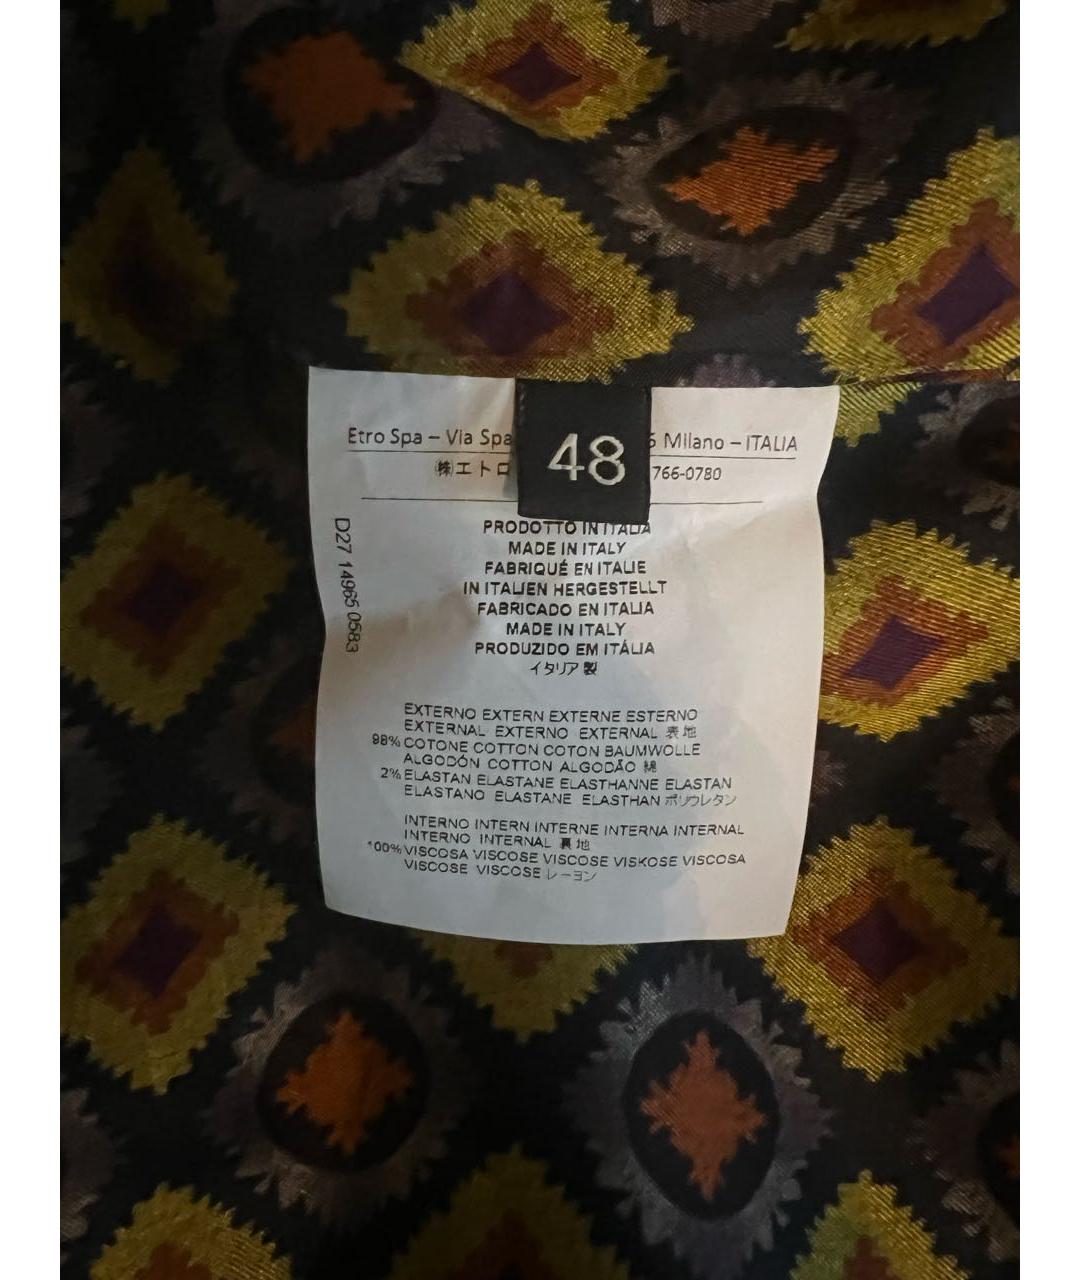 Etro Spa – Via Spa
48
6 Milano – ITALIA
㈱エトロ
766-0780
PRODOTTO IN ITALIA
MADE IN ITALY
FABRIQUÉ EN ITALIE
IN ITALIEN HERGESTELLT
FABRICADO EN ITALIA
MADE IN ITALY
PRODUZIDO EM ITÁLIA
イタリア製
D27 14965 0583
EXTERNO EXTERN EXTERNE ESTERNO
EXTERNAL EXTERNO EXTERNAL 表地
98% COTONE COTTON COTON BAUMWOLLE
ALGODÓN COTTON ALGODÃO 綿
2% ELASTAN ELASTANE ELASTHANNE ELASTAN
ELASTANO ELASTANE ELASTHAN ポリウレタン
INTERNO INTERN INTERNE INTERNA INTERNAL
INTERNO INTERNAL 裏地
100% VISCOSA VISCOSE VISCOSE VISKOSE VISCOSA
VISCOSE VISCOSE レーヨン